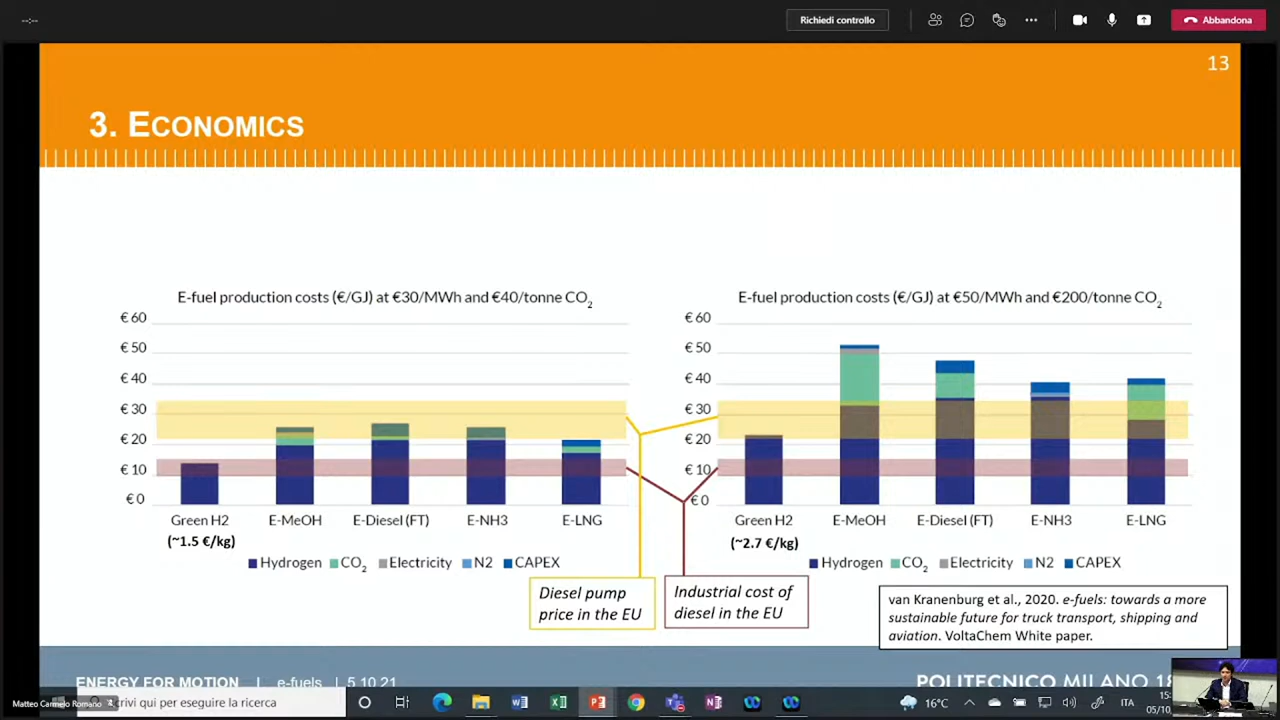 --:--
Richiedi controllo
Abbandona
13
3. ECONOMICS
E-fuel production costs (€/GJ) at €30/MWh and €40/tonne CO2
€ 60
€ 50
€ 40
€ 30
€ 20
€ 10
€ 0
Green H2 E-MeOH E-Diesel (FT) E-NH3 E-LNG
(~1.5 €/kg)
Hydrogen CO2 Electricity N2 CAPEX
E-fuel production costs (€/GJ) at €50/MWh and €200/tonne CO2
€ 60
€ 50
€ 40
€ 30
€ 20
€ 10
€ 0
Green H2 E-MeOH E-Diesel (FT) E-NH3 E-LNG
(~2.7 €/kg)
Hydrogen CO2 Electricity N2 CAPEX
Diesel pump
price in the EU
Industrial cost of
diesel in the EU
van Kranenburg et al., 2020. e-fuels: towards a more
sustainable future for truck transport, shipping and
aviation. VoltaChem White paper.
ENERGY FOR MOTION | e-fuels | 5.10.21
POLITECNICO MILANO
Matteo Carmelo Romano
crivi qui per eseguire la ricerca
16°C
ITA